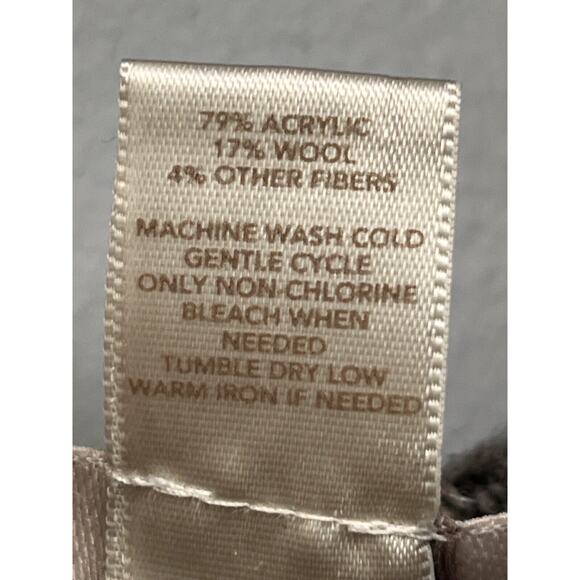 79% ACRYLIC
17% WOOL
4% OTHER FIBERS
MACHINE WASH COLD
GENTLE CYCLE
ONLY NON-CHLORINE
BLEACH WHEN
NEEDED
TUMBLE DRY LOW
WARM IRON IF NEEDED